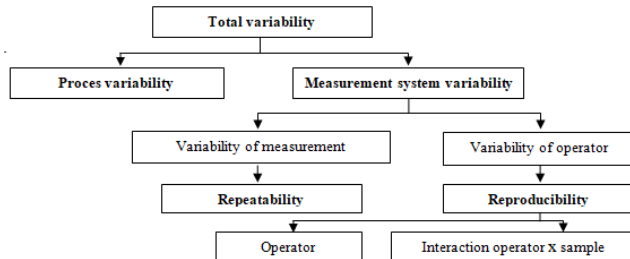 Total variability
Proces variability
Measurement system variability
Variability of measurement
Variability of operator
Repeatability
Reproducibility
Operator
Interaction operator x sample